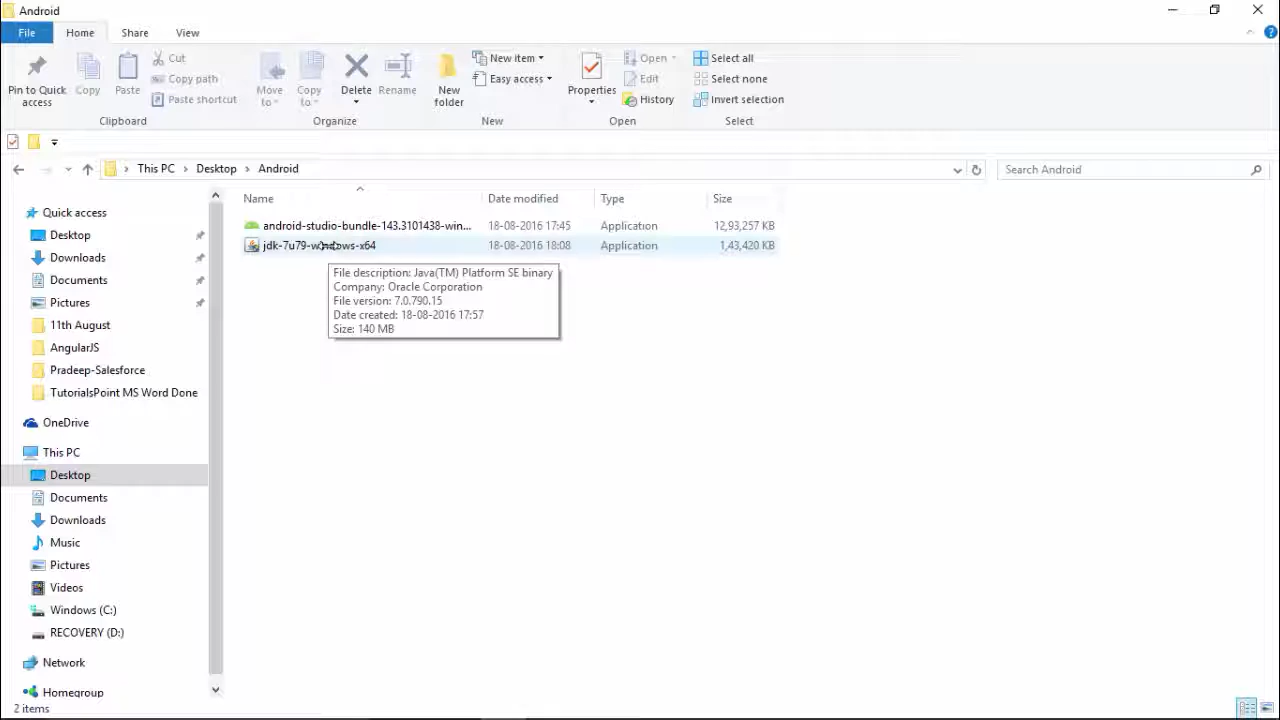 Android
File Home Share View
Pin to Quick access
Copy
Paste
Cut
Copy path
Paste shortcut
Clipboard
Move to
Copy to
Delete
Rename
Organize
New folder
New item
Easy access
New
Properties
Open
Edit
History
Open
Select all
Select none
Invert selection
Select
This PC > Desktop > Android
Search Android
Name Date modified Type Size
android-studio-bundle-143.3101438-win... 18-08-2016 17:45 Application 12,93,257 KB
jdk-7u79-windows-x64 18-08-2016 18:08 Application 1,43,420 KB
File description: Java(TM) Platform SE binary
Company: Oracle Corporation
File version: 7.0.790.15
Date created: 18-08-2016 17:57
Size: 140 MB
Quick access
Desktop
Downloads
Documents
Pictures
11th August
AngularJS
Pradeep-Salesforce
TutorialsPoint MS Word Done
OneDrive
This PC
Desktop
Documents
Downloads
Music
Pictures
Videos
Windows (C:)
RECOVERY (D:)
Network
Homegroup
2 items